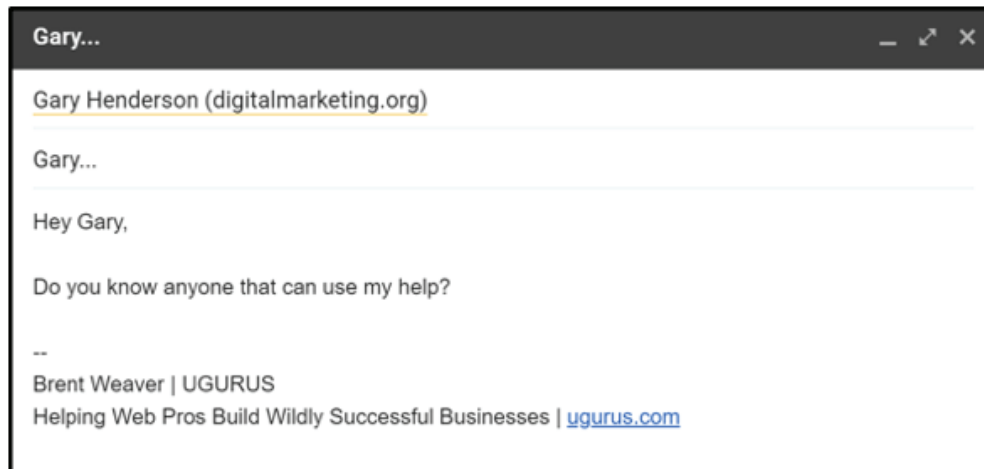 Gary...
Gary Henderson (digitalmarketing.org)
Gary...
Hey Gary,
Do you know anyone that can use my help?
--
Brent Weaver | UGURUS
Helping Web Pros Build Wildly Successful Businesses | ugurus.com